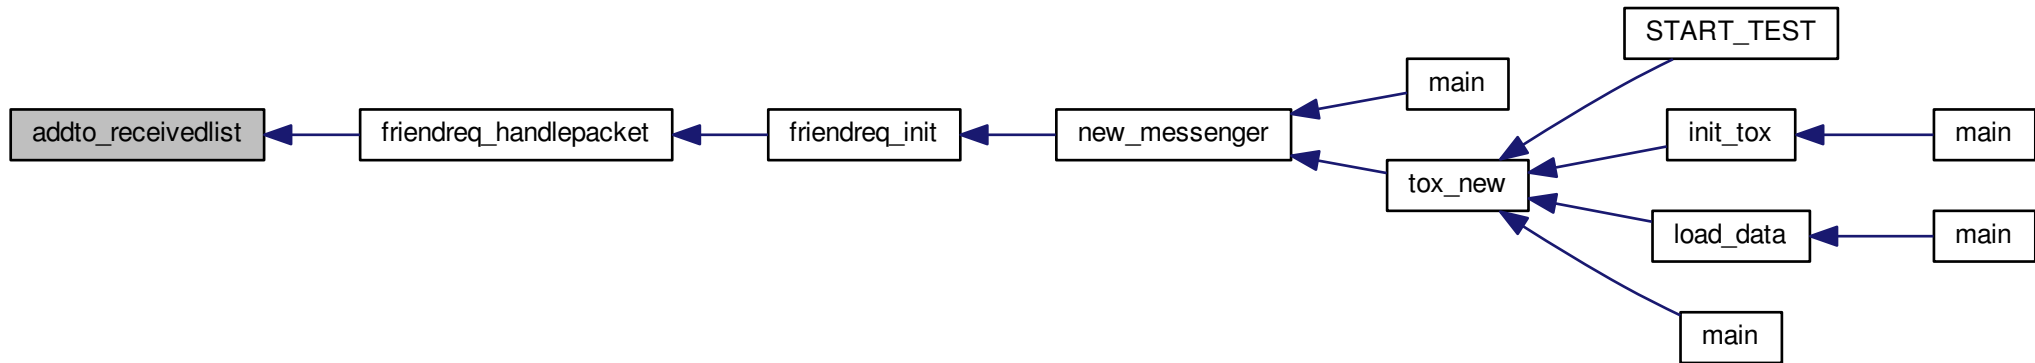 START_TEST
main
addto_receivedlist
friendreq_handlepacket
friendreq_init
new_messenger
init_tox
main
tox_new
load_data
main
main